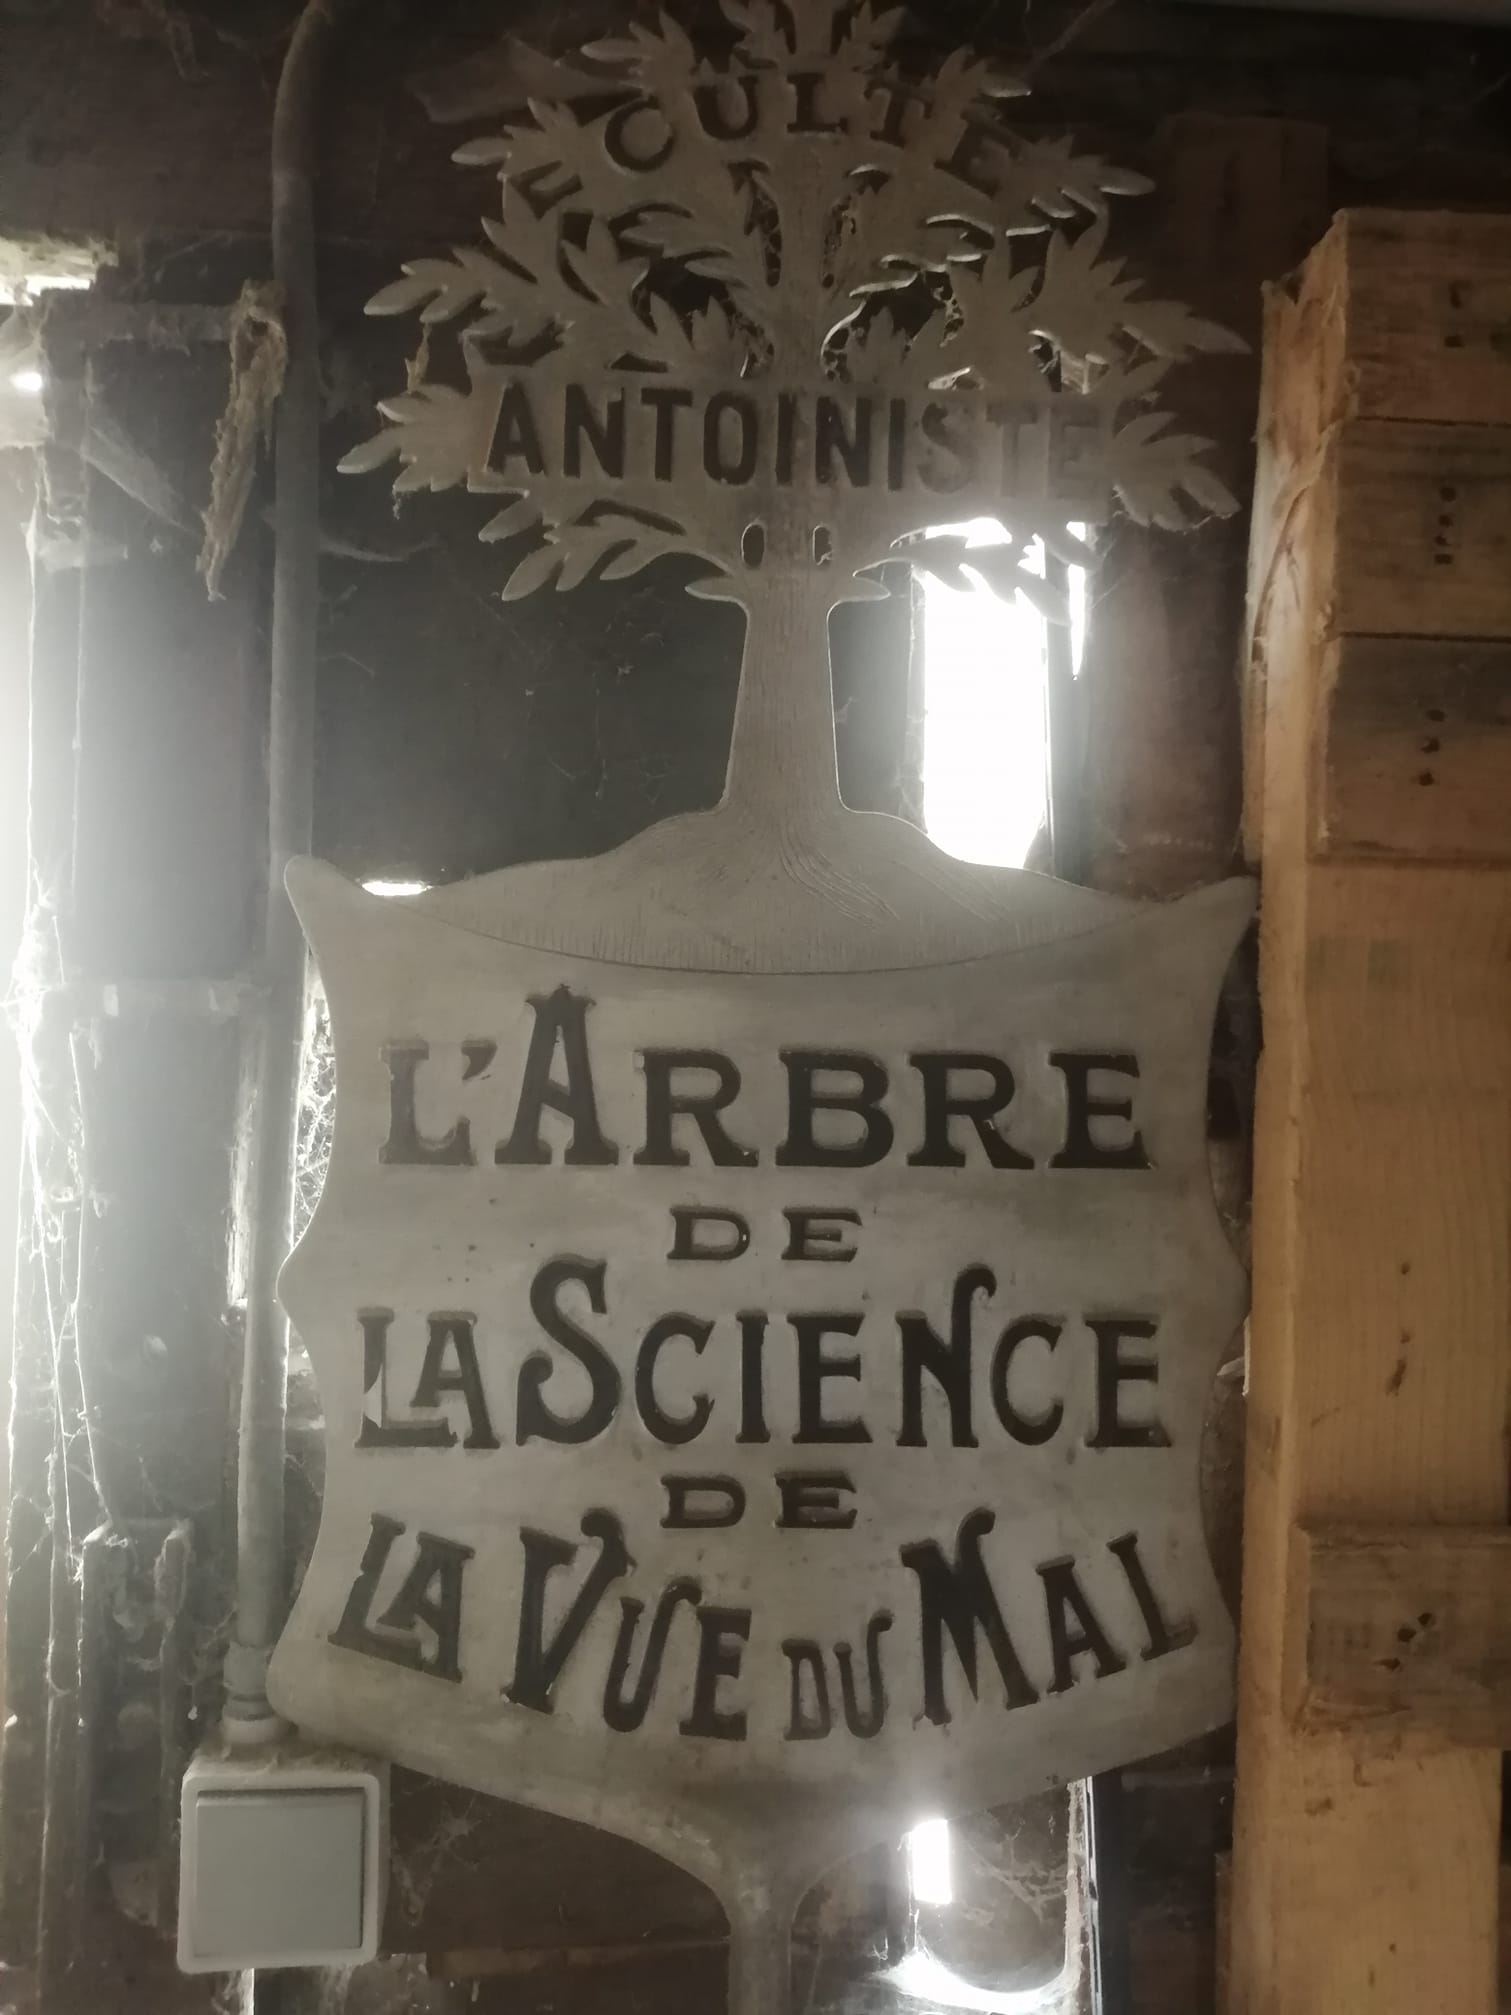 CULTE
ANTOINISTE
L'ARBRE
DE
LA SCIENCE
DE
LA VUE DU MAL